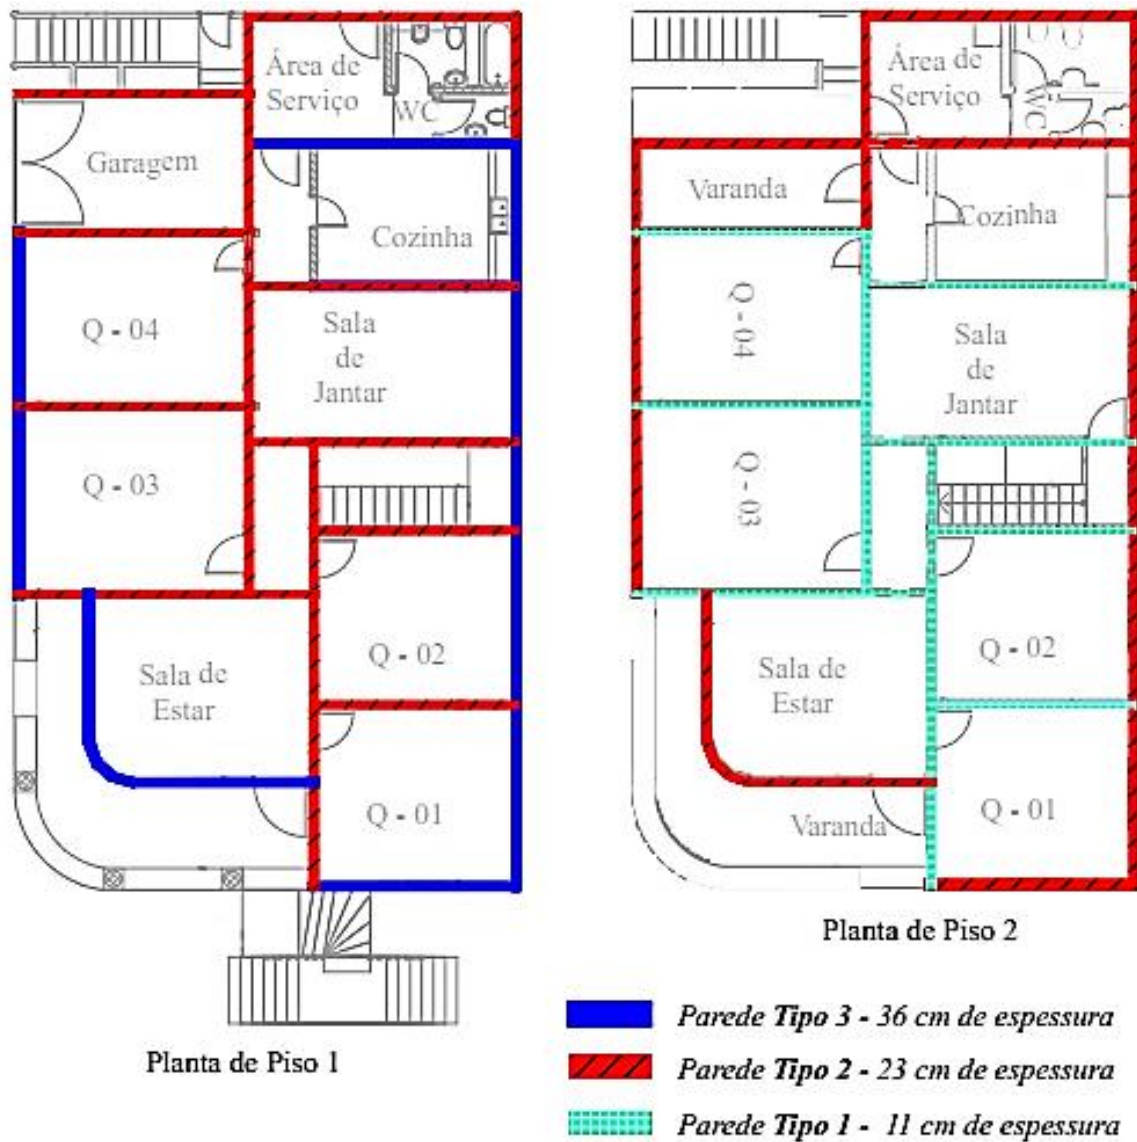 Área de
Serviço
WC
Garagem
Cozinha
Q - 04
Sala
de
Jantar
Q - 03
Q - 02
Sala de
Estar
Q - 01
Planta de Piso 1
Área de
Serviço
WC
Varanda
Cozinha
Q - 04
Sala
de
Jantar
Q - 03
Q - 02
Sala de
Estar
Q - 01
Varanda
Planta de Piso 2
Parede Tipo 3 - 36 cm de espessura
Parede Tipo 2 - 23 cm de espessura
Parede Tipo 1 - 11 cm de espessura